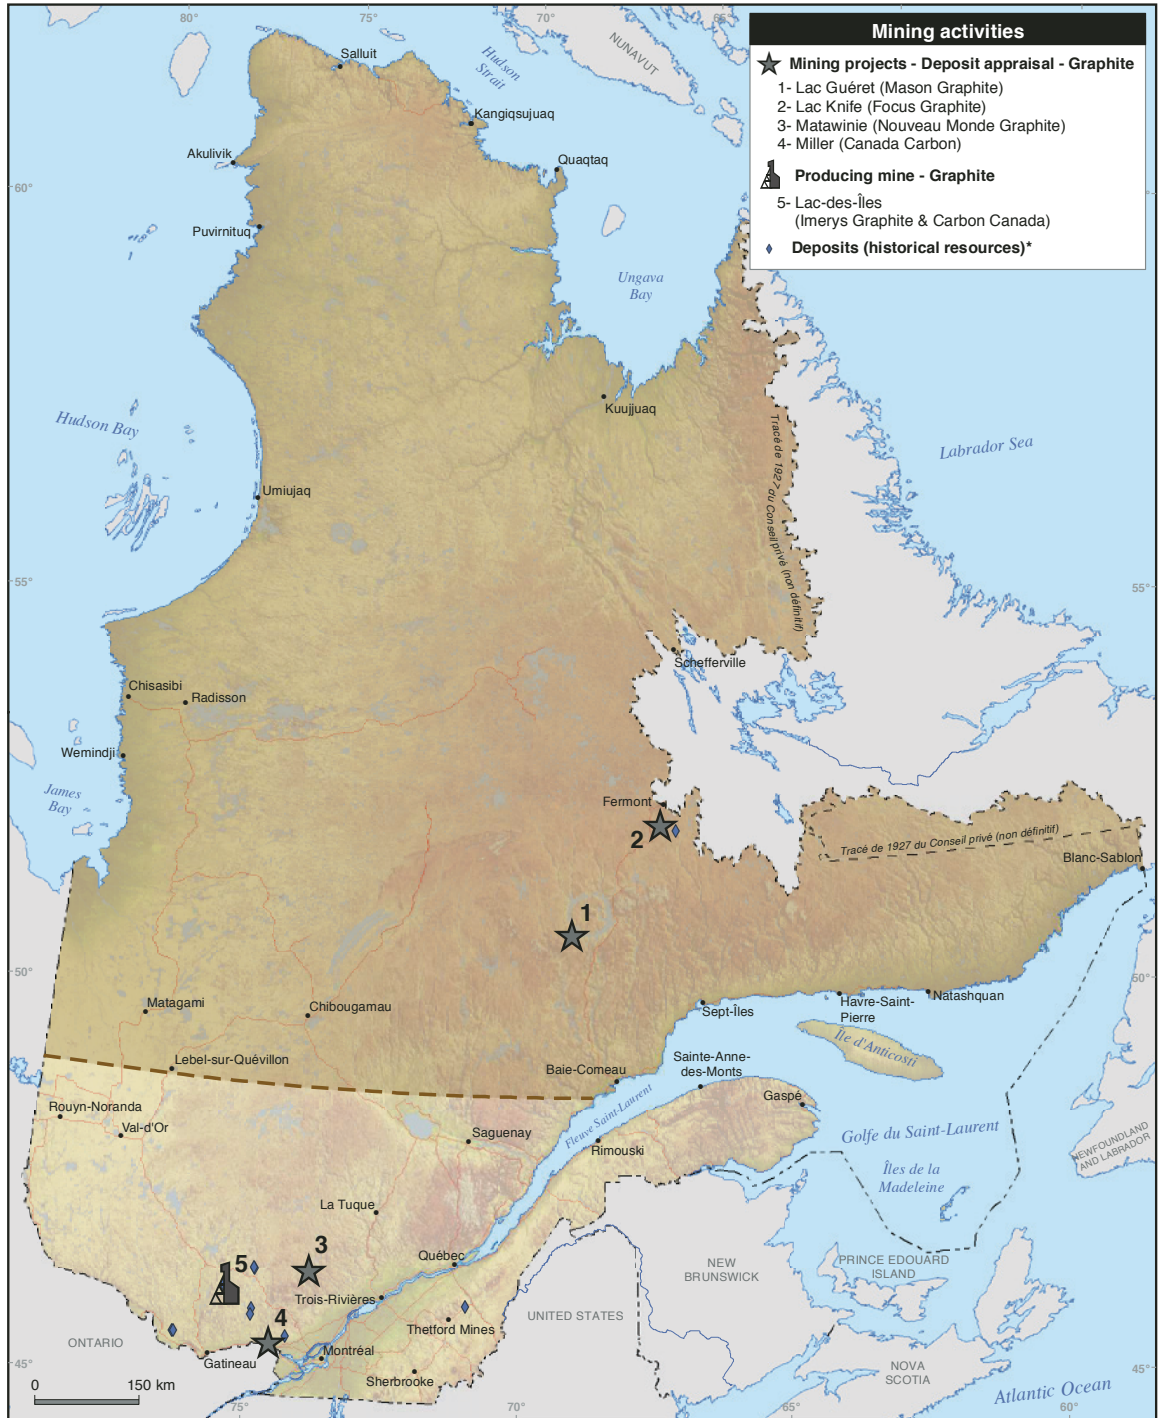 80°
75°
70°
65°
Mining activities
Mining projects - Deposit appraisal - Graphite
1- Lac Guéret (Mason Graphite)
2- Lac Knife (Focus Graphite)
3- Matawinie (Nouveau Monde Graphite)
4- Miller (Canada Carbon)
Producing mine - Graphite
5- Lac-des-Îles
(Imerys Graphite & Carbon Canada)
Deposits (historical resources)*
Salluit
Hudson
Strait
NUNAVUT
Kangiqsujuaq
Akulivik
Quaqtaq
60°
Puvirnituq
Ungava
Bay
Kuujjuaq
Hudson Bay
Labrador Sea
Tracé de 1927 du Conseil privé (non définitif)
Umiujaq
55°
55°
Schefferville
Chisasibi
Radisson
Wemindji
James
Bay
Fermont
2
Tracé de 1927 du Conseil privé (non définitif)
Blanc-Sablon
1
50°
50°
Matagami
Chibougamau
Sept-Îles
Havre-Saint-
Pierre
Natashquan
Île d'Anticosti
Lebel-sur-Quévillon
Baie-Comeau
Sainte-Anne-
des-Monts
Gaspé
Rouyn-Noranda
Val-d'Or
Saguenay
Fleuve Saint-Laurent
Rimouski
Golfe du Saint-Laurent
NEWFOUNDLAND
AND LABRADOR
Îles de la
Madeleine
La Tuque
3
5
Québec
NEW
BRUNSWICK
PRINCE EDOUARD
ISLAND
Trois-Rivières
4
Thetford Mines
UNITED STATES
ONTARIO
Gatineau
Montréal
45°
45°
Sherbrooke
NOVA
SCOTIA
0
150 km
Atlantic Ocean
75°
70°
65°
60°